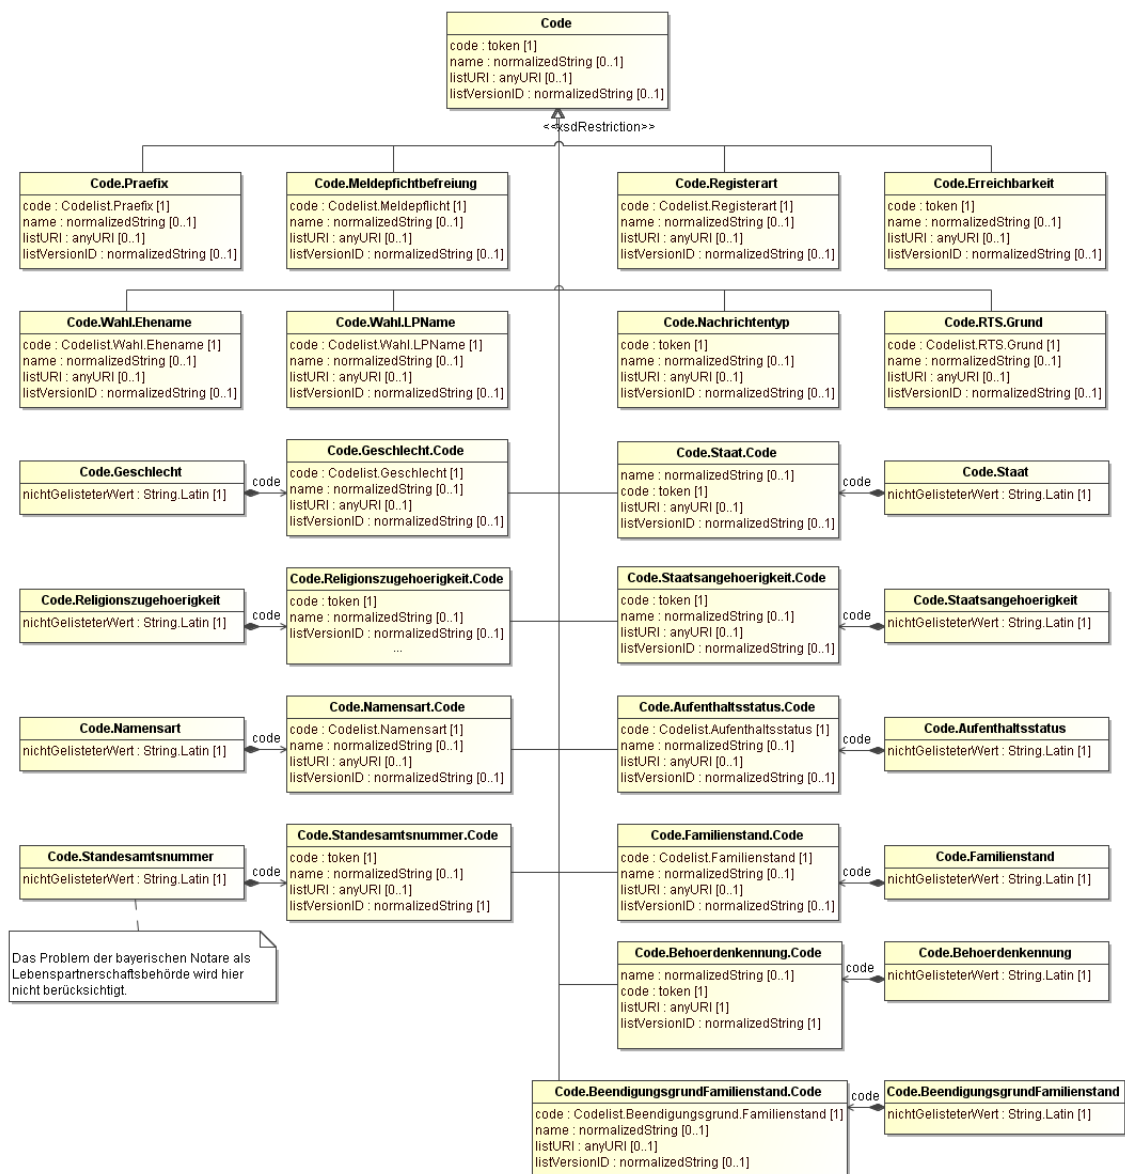 Code
code : token [1]
name : normalizedString [0..1]
listURI : anyURI [0..1]
listVersionID : normalizedString [0..1]
<<xsdRestriction>>
Code.Praefix
code : Codelist.Praefix [1]
name : normalizedString [0..1]
listURI : anyURI [0..1]
listVersionID : normalizedString [0..1]
Code.Meldepfichtbefreiung
code : Codelist.Meldepflicht [1]
name : normalizedString [0..1]
listURI : anyURI [0..1]
listVersionID : normalizedString [0..1]
Code.Registerart
code : Codelist.Registerart [1]
name : normalizedString [0..1]
listURI : anyURI [0..1]
listVersionID : normalizedString [0..1]
Code.Erreichbarkeit
code : token [1]
name : normalizedString [0..1]
listURI : anyURI [0..1]
listVersionID : normalizedString [0..1]
Code.Wahl.Ehename
code : Codelist.Wahl.Ehename [1]
name : normalizedString [0..1]
listURI : anyURI [0..1]
listVersionID : normalizedString [0..1]
Code.Wahl.LPName
code : Codelist.Wahl.LPName [1]
name : normalizedString [0..1]
listURI : anyURI [0..1]
listVersionID : normalizedString [0..1]
Code.Nachrichtentyp
code : token [1]
name : normalizedString [0..1]
listURI : anyURI [0..1]
listVersionID : normalizedString [0..1]
Code.RTS.Grund
code : Codelist.RTS.Grund [1]
name : normalizedString [0..1]
listURI : anyURI [0..1]
listVersionID : normalizedString [0..1]
Code.Geschlecht
nichtGelisteterWert : String.Latin [1]
code
Code.Geschlecht.Code
code : Codelist.Geschlecht [1]
name : normalizedString [0..1]
listURI : anyURI [0..1]
listVersionID : normalizedString [0..1]
Code.Staat.Code
name : normalizedString [0..1]
code : token [1]
listURI : anyURI [0..1]
listVersionID : normalizedString [0..1]
code
Code.Staat
nichtGelisteterWert : String.Latin [1]
Code.Religionszugehoerigkeit
nichtGelisteterWert : String.Latin [1]
code
Code.Religionszugehoerigkeit.Code
code : token [1]
name : normalizedString [0..1]
listVersionID : normalizedString [0..1]
...
Code.Staatsangehoerigkeit.Code
code : token [1]
name : normalizedString [0..1]
listURI : anyURI [0..1]
listVersionID : normalizedString [0..1]
code
Code.Staatsangehoerigkeit
nichtGelisteterWert : String.Latin [1]
Code.Namensart
nichtGelisteterWert : String.Latin [1]
code
Code.Namensart.Code
code : Codelist.Namensart [1]
name : normalizedString [0..1]
listURI : anyURI [0..1]
listVersionID : normalizedString [0..1]
Code.Aufenthaltsstatus.Code
code : Codelist.Aufenthaltsstatus [1]
name : normalizedString [0..1]
listURI : anyURI [0..1]
listVersionID : normalizedString [0..1]
code
Code.Aufenthaltsstatus
nichtGelisteterWert : String.Latin [1]
Code.Standesamtsnummer
nichtGelisteterWert : String.Latin [1]
code
Code.Standesamtsnummer.Code
code : token [1]
name : normalizedString [0..1]
listURI : anyURI [0..1]
listVersionID : normalizedString [1]
Code.Familienstand.Code
code : Codelist.Familienstand [1]
name : normalizedString [0..1]
listURI : anyURI [0..1]
listVersionID : normalizedString [0..1]
code
Code.Familienstand
nichtGelisteterWert : String.Latin [1]
Das Problem der bayerischen Notare als
Lebenspartnerschaftsbehörde wird hier
nicht berücksichtigt.
Code.Behoerdenkennung.Code
name : normalizedString [0..1]
code : token [1]
listURI : anyURI [1]
listVersionID : normalizedString [1]
code
Code.Behoerdenkennung
nichtGelisteterWert : String.Latin [1]
Code.BeendigungsgrundFamilienstand.Code
code : Codelist.Beendigungsgrund.Familienstand [1]
name : normalizedString [0..1]
listURI : anyURI [0..1]
listVersionID : normalizedString [0..1]
code
Code.BeendigungsgrundFamilienstand
nichtGelisteterWert : String.Latin [1]